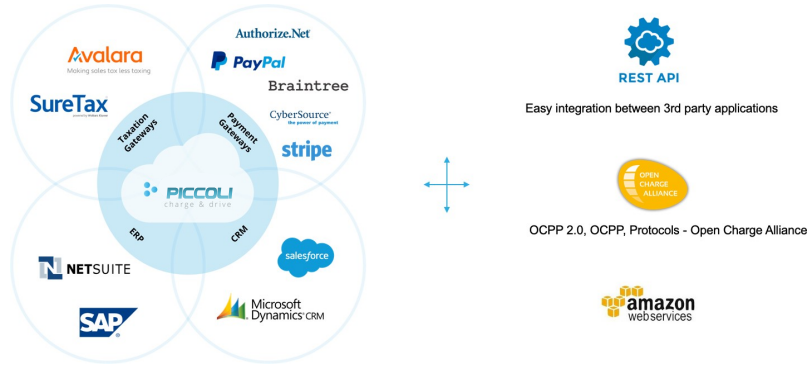 Avalara
Making sales tax less taxing
SureTax
Authorize.Net
PayPal
Braintree
CyberSource
the power of payment
stripe
Taxation
Gateways
Payment
Gateways
PICCOLI
charge & drive
ERP
CRM
NETSUITE
SAP
salesforce
Microsoft
Dynamics CRM
REST API
Easy integration between 3rd party applications
OPEN
CHARGE
ALLIANCE
OCPP 2.0, OCPP, Protocols - Open Charge Alliance
amazon
webservices